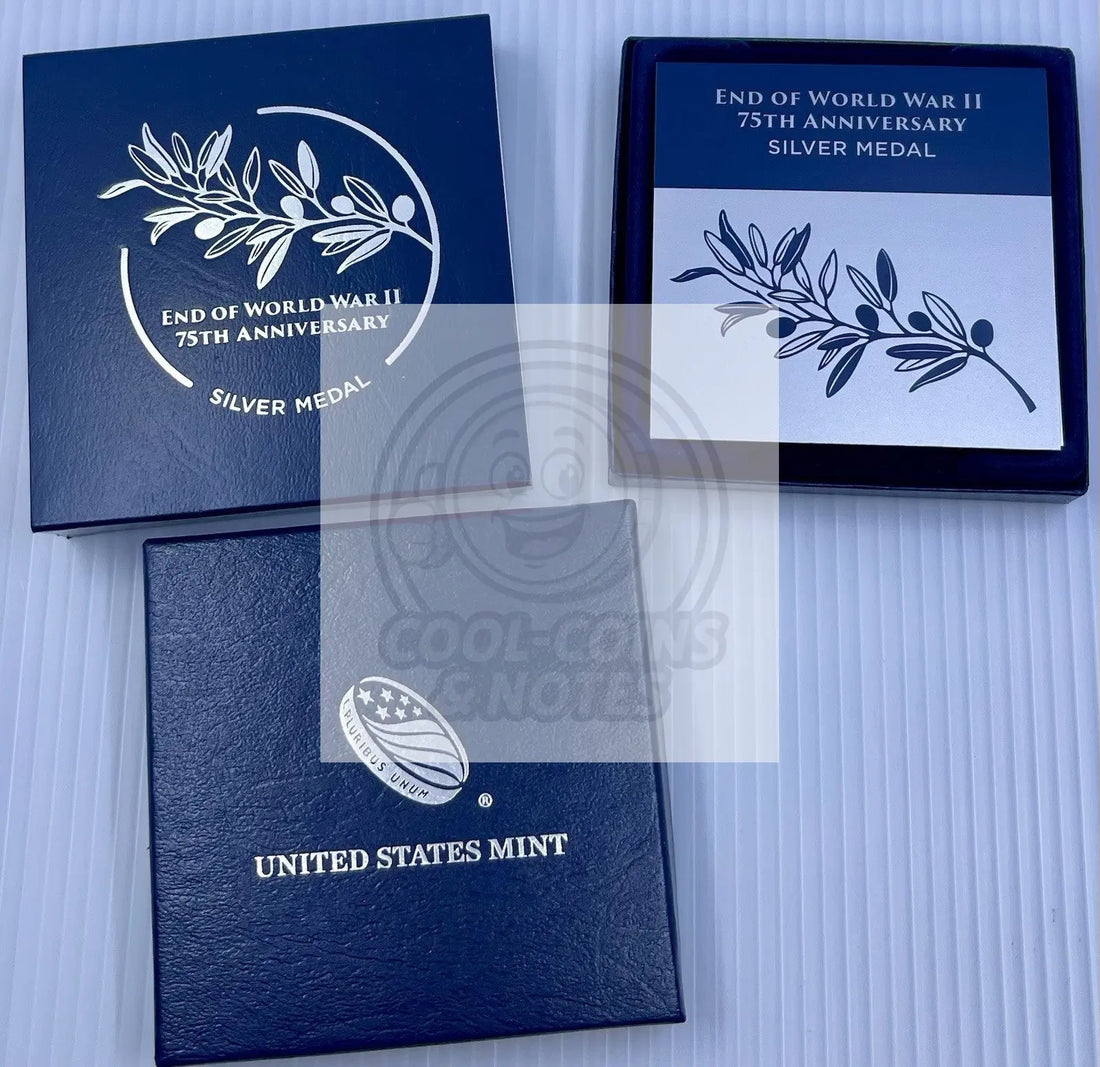 END OF WORLD WAR II
75TH ANNIVERSARY
SILVER MEDAL
END OF WORLD WAR II
75TH ANNIVERSARY
SILVER MEDAL
COOL-COINS
& NOTES
E PLURIBUS UNUM
®
UNITED STATES MINT